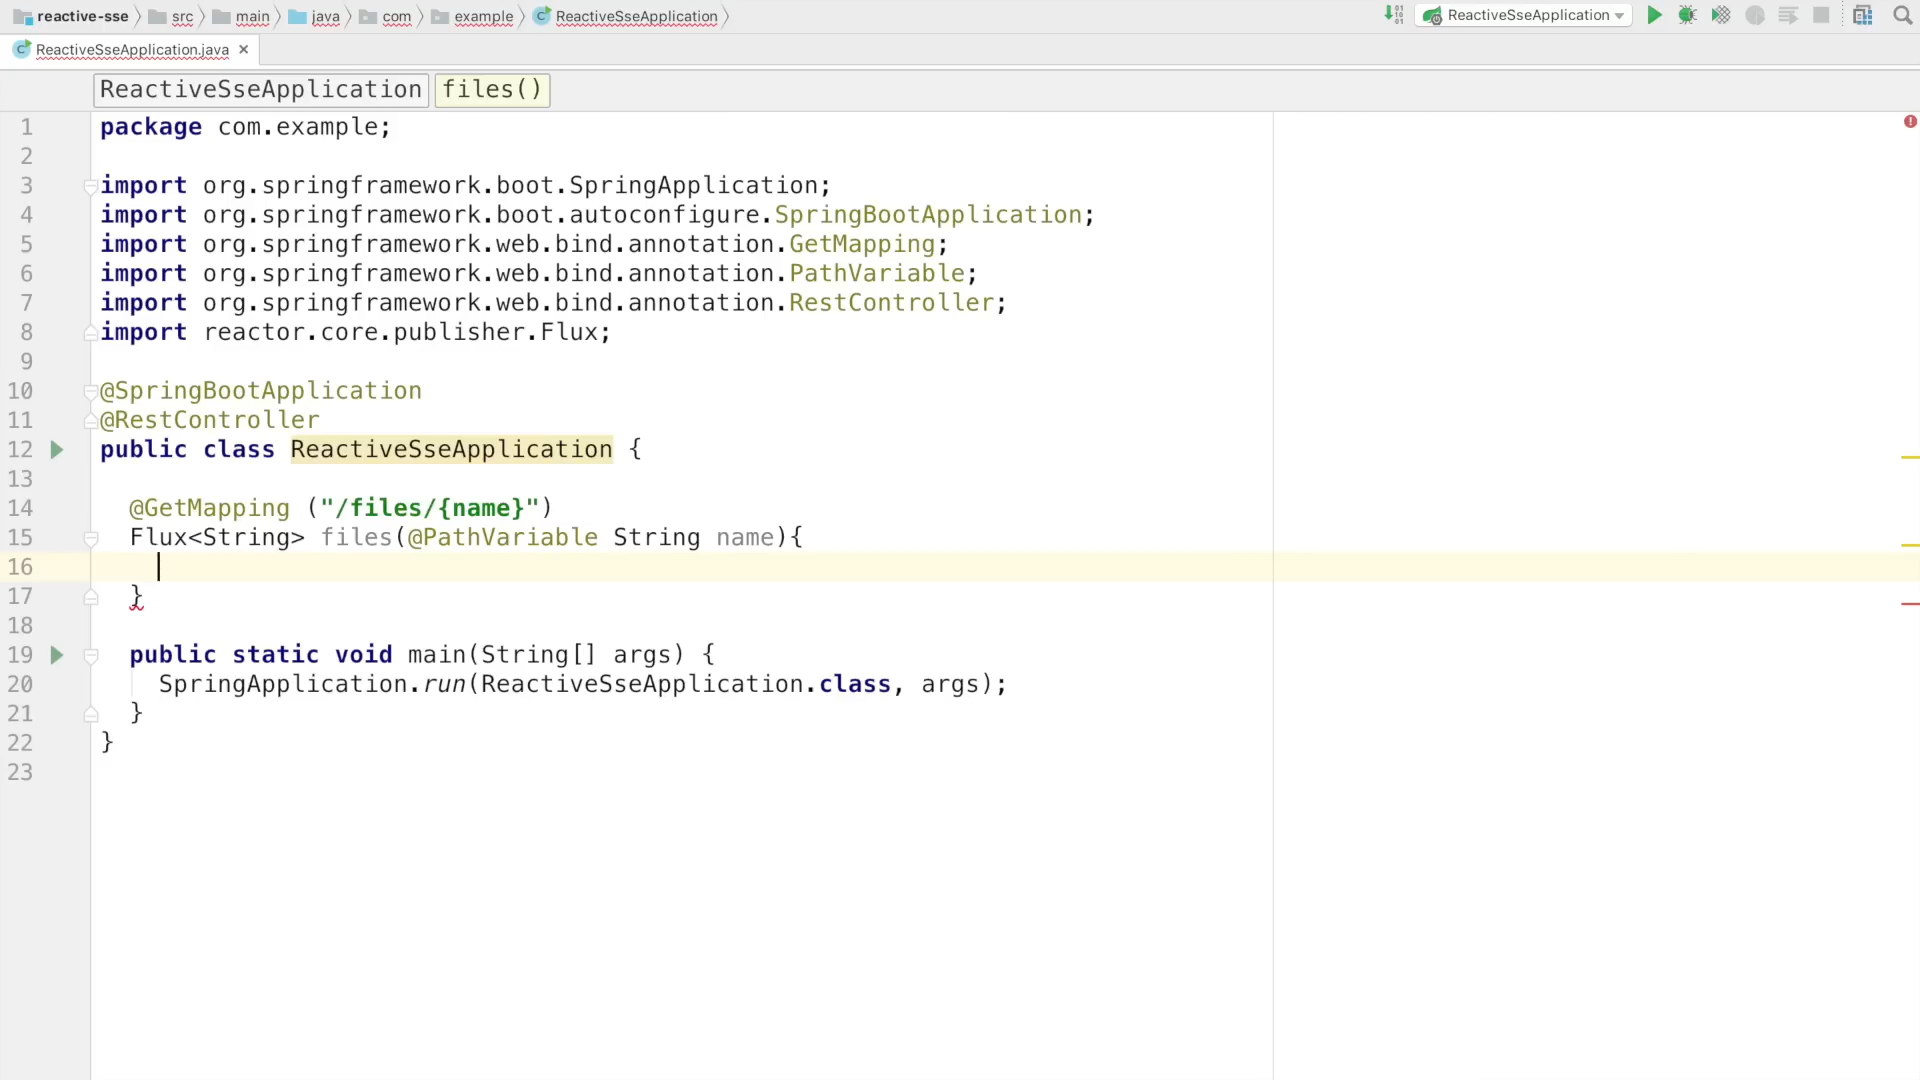 reactive-sse src main java com example ReactiveSseApplication ReactiveSseApplication
ReactiveSseApplication.java
ReactiveSseApplication files()
1 package com.example;
2
3 import org.springframework.boot.SpringApplication;
4 import org.springframework.boot.autoconfigure.SpringBootApplication;
5 import org.springframework.web.bind.annotation.GetMapping;
6 import org.springframework.web.bind.annotation.PathVariable;
7 import org.springframework.web.bind.annotation.RestController;
8 import reactor.core.publisher.Flux;
9
10 @SpringBootApplication
11 @RestController
12 public class ReactiveSseApplication {
13
14 @GetMapping ("/files/{name}")
15 Flux<String> files(@PathVariable String name){
16
17 }
18
19 public static void main(String[] args) {
20 SpringApplication.run(ReactiveSseApplication.class, args);
21 }
22 }
23